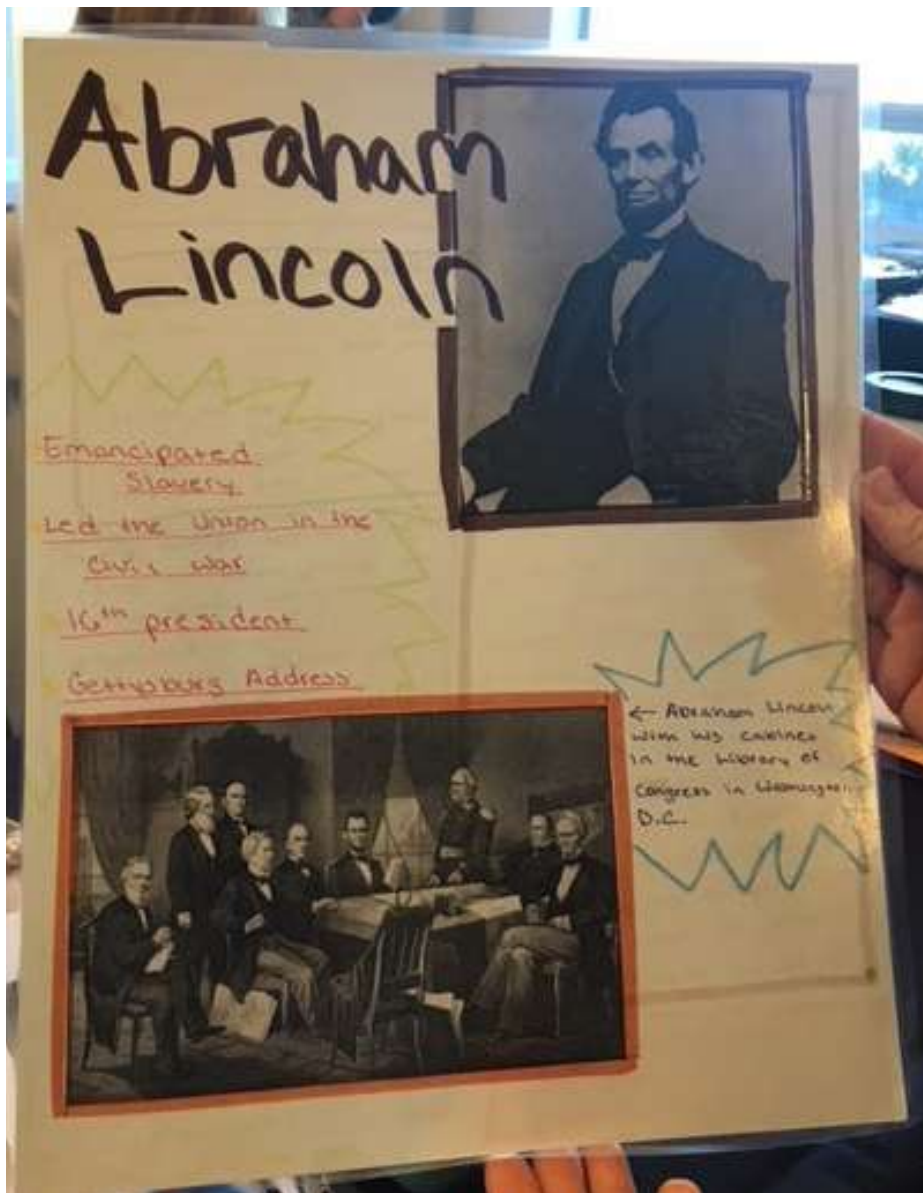 Abraham
Lincoln
Emancipated
Slavery
Led the Union in the
Civil war
16th president
Gettysburg Address
← Abraham Lincoln
with his cabinet
in the Library of
Congress in Washington
D.C.